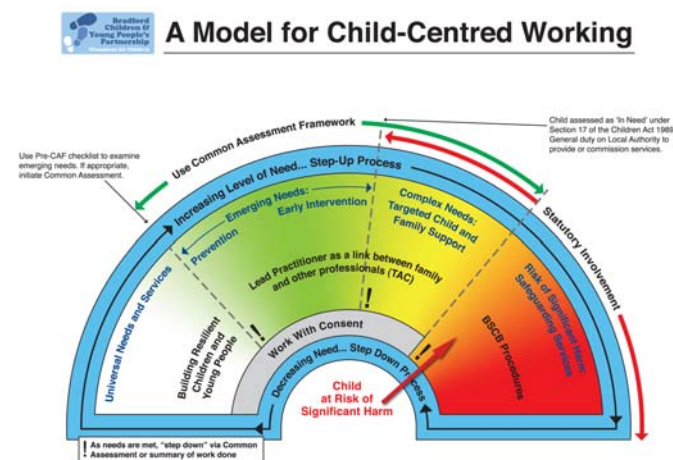 Bradford
Children &
Young People's
Partnership
A Model for Child-Centred Working
Use Pre-CAF checklist to examine
emerging needs. If appropriate,
initiate Common Assessment.
Use Common Assessment Framework
Child assessed as 'In Need' under
Section 17 of the Children Act 1989
General duty on Local Authority to
provide or commission services.
Increasing Level of Need... Step-Up Process
Statutory Involvement
Universal Needs and Services
Building Resilient
Children and
Young People
Emerging Needs:
Prevention
Early Intervention
Complex Needs:
Targeted Child and
Family Support
Lead Practitioner as a link between family
and other professionals (TAC)
Risk of Significant Harm:
Safeguarding Services
BSCB Procedures
!
!
!
Work With Consent
Decreasing Need... Step Down Process
Child
at Risk of
Significant Harm
! As needs are met, "step down" via Common
Assessment or summary of work done